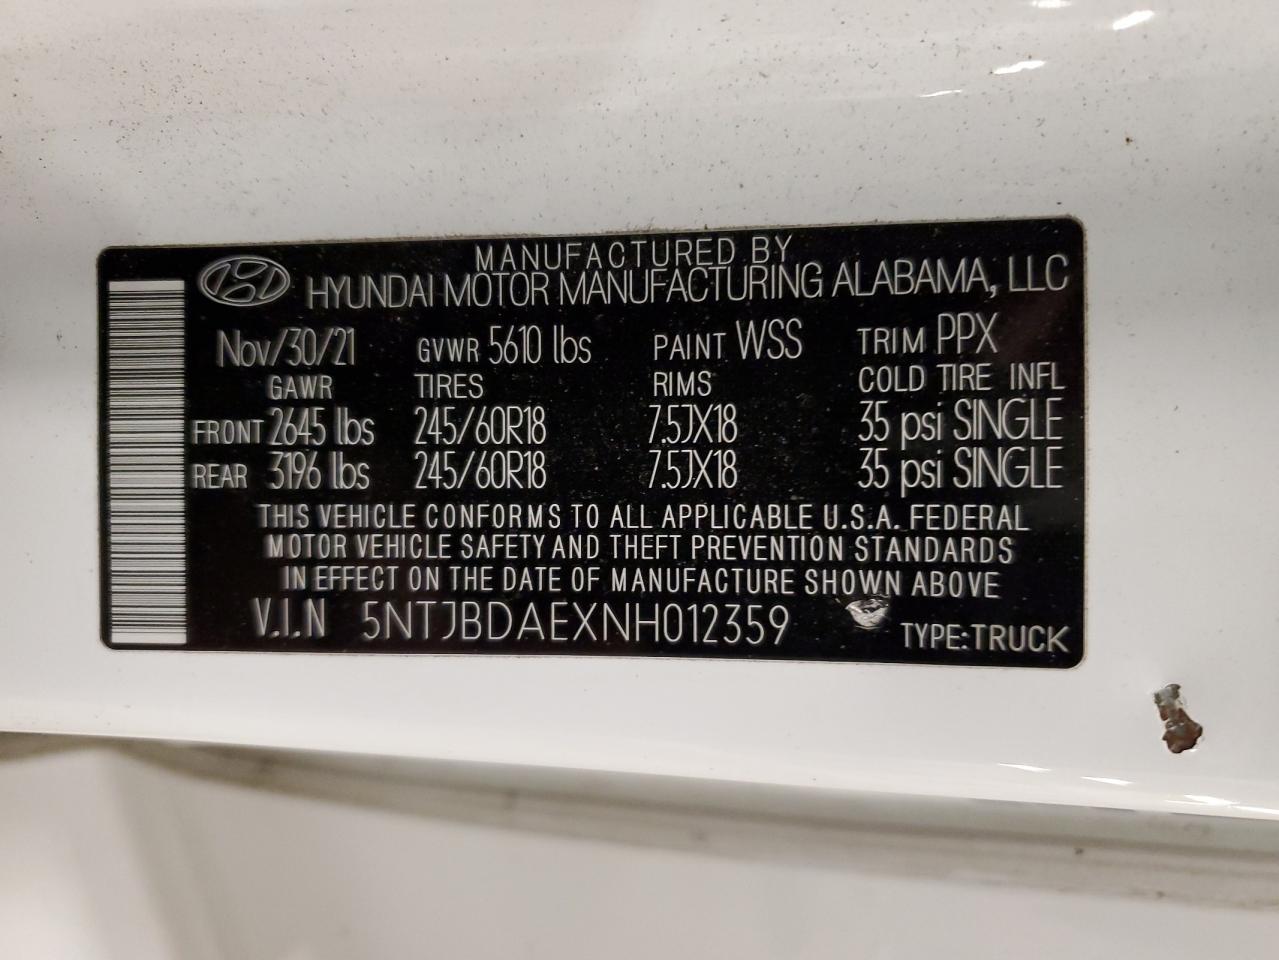 MANUFACTURED BY
HYUNDAI MOTOR MANUFACTURING ALABAMA, LLC
Nov/30/21 GVWR 5610 lbs PAINT WSS TRIM PPX
GAWR TIRES RIMS COLD TIRE INFL
FRONT 2645 lbs 245/60R18 7.5JX18 35 psi SINGLE
REAR 3196 lbs 245/60R18 7.5JX18 35 psi SINGLE
THIS VEHICLE CONFORMS TO ALL APPLICABLE U.S.A. FEDERAL
MOTOR VEHICLE SAFETY AND THEFT PREVENTION STANDARDS
IN EFFECT ON THE DATE OF MANUFACTURE SHOWN ABOVE
V.I.N 5NTJBDAEXNH012359 TYPE:TRUCK